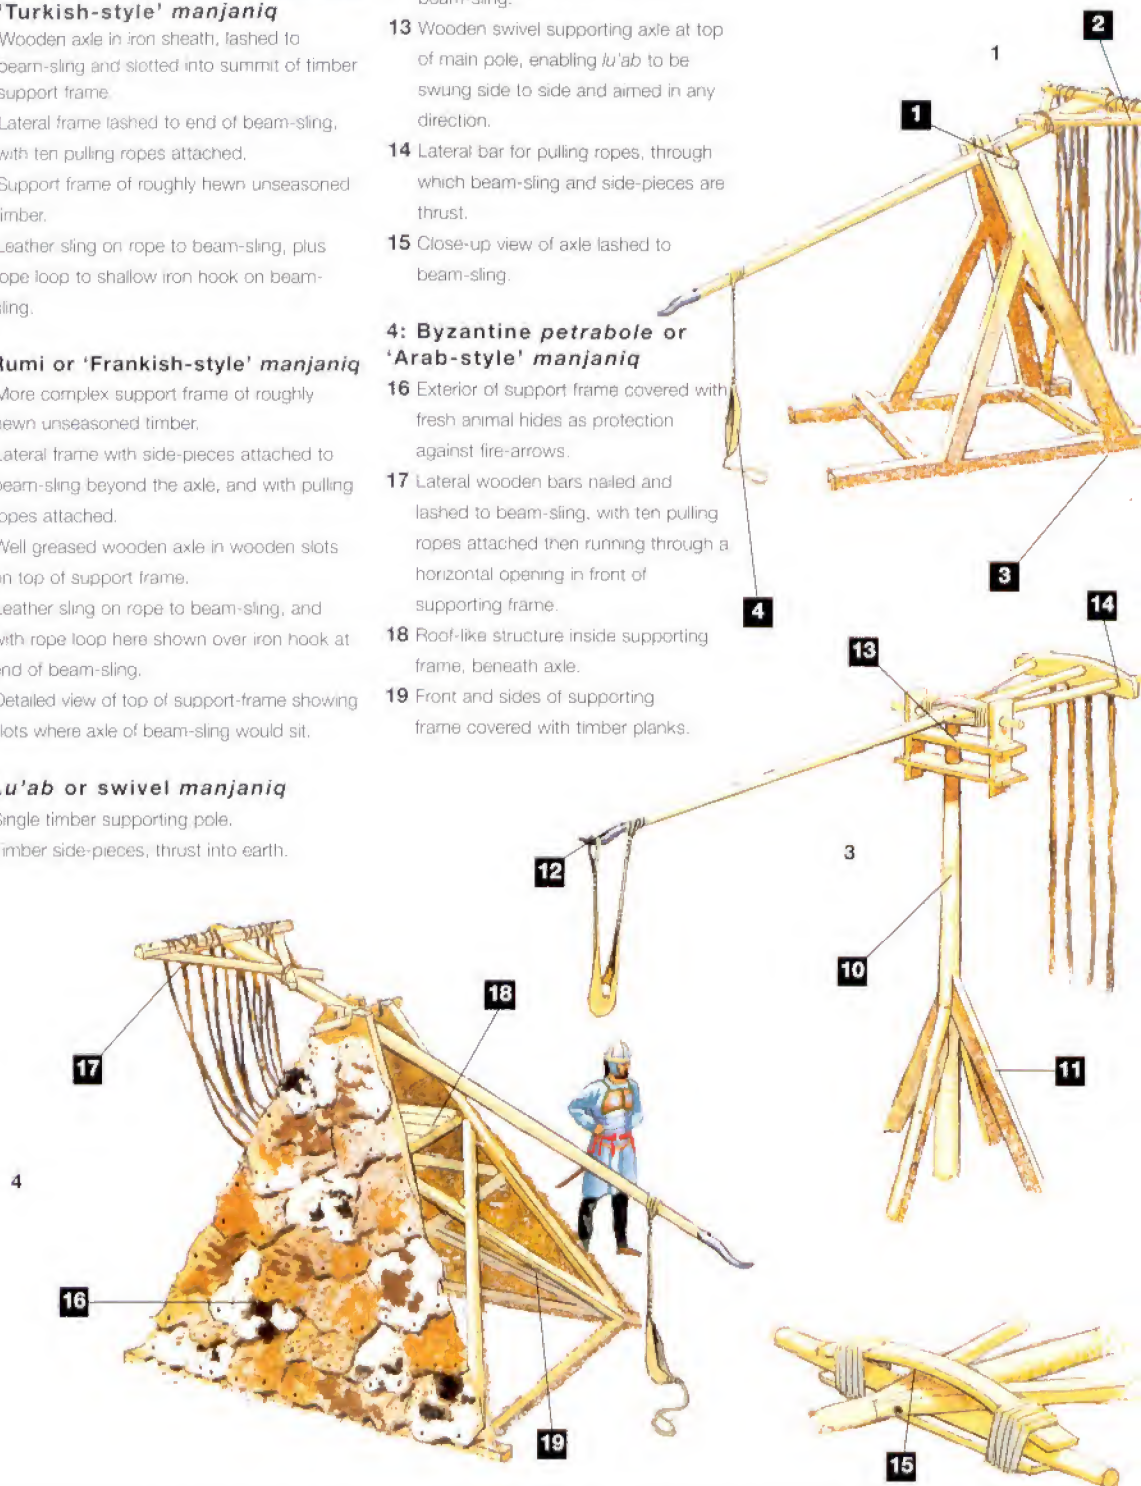 'Turkish-style' manjaniq
Wooden axle in iron sheath, lashed to
beam-sling and slotted into summit of timber
support frame.
Lateral frame lashed to end of beam-sling,
with ten pulling ropes attached.
Support frame of roughly hewn unseasoned
timber.
Leather sling on rope to beam-sling, plus
rope loop to shallow iron hook on beam-
sling.
Rumi or 'Frankish-style' manjaniq
More complex support frame of roughly
hewn unseasoned timber.
Lateral frame with side-pieces attached to
beam-sling beyond the axle, and with pulling
ropes attached.
Well greased wooden axle in wooden slots
on top of support frame.
Leather sling on rope to beam-sling, and
with rope loop here shown over iron hook at
end of beam-sling.
Detailed view of top of support-frame showing
slots where axle of beam-sling would sit.
Lu'ab or swivel manjaniq
Single timber supporting pole.
Timber side-pieces, thrust into earth.
beam-sling.
13 Wooden swivel supporting axle at top
of main pole, enabling lu'ab to be
swung side to side and aimed in any
direction.
14 Lateral bar for pulling ropes, through
which beam-sling and side-pieces are
thrust.
15 Close-up view of axle lashed to
beam-sling.
4: Byzantine petrabole or
'Arab-style' manjaniq
16 Exterior of support frame covered with
fresh animal hides as protection
against fire-arrows.
17 Lateral wooden bars nailed and
lashed to beam-sling, with ten pulling
ropes attached then running through a
horizontal opening in front of
supporting frame.
18 Roof-like structure inside supporting
frame, beneath axle.
19 Front and sides of supporting
frame covered with timber planks.
1
2
1
3
4
14
13
12
3
10
11
18
17
4
16
19
15